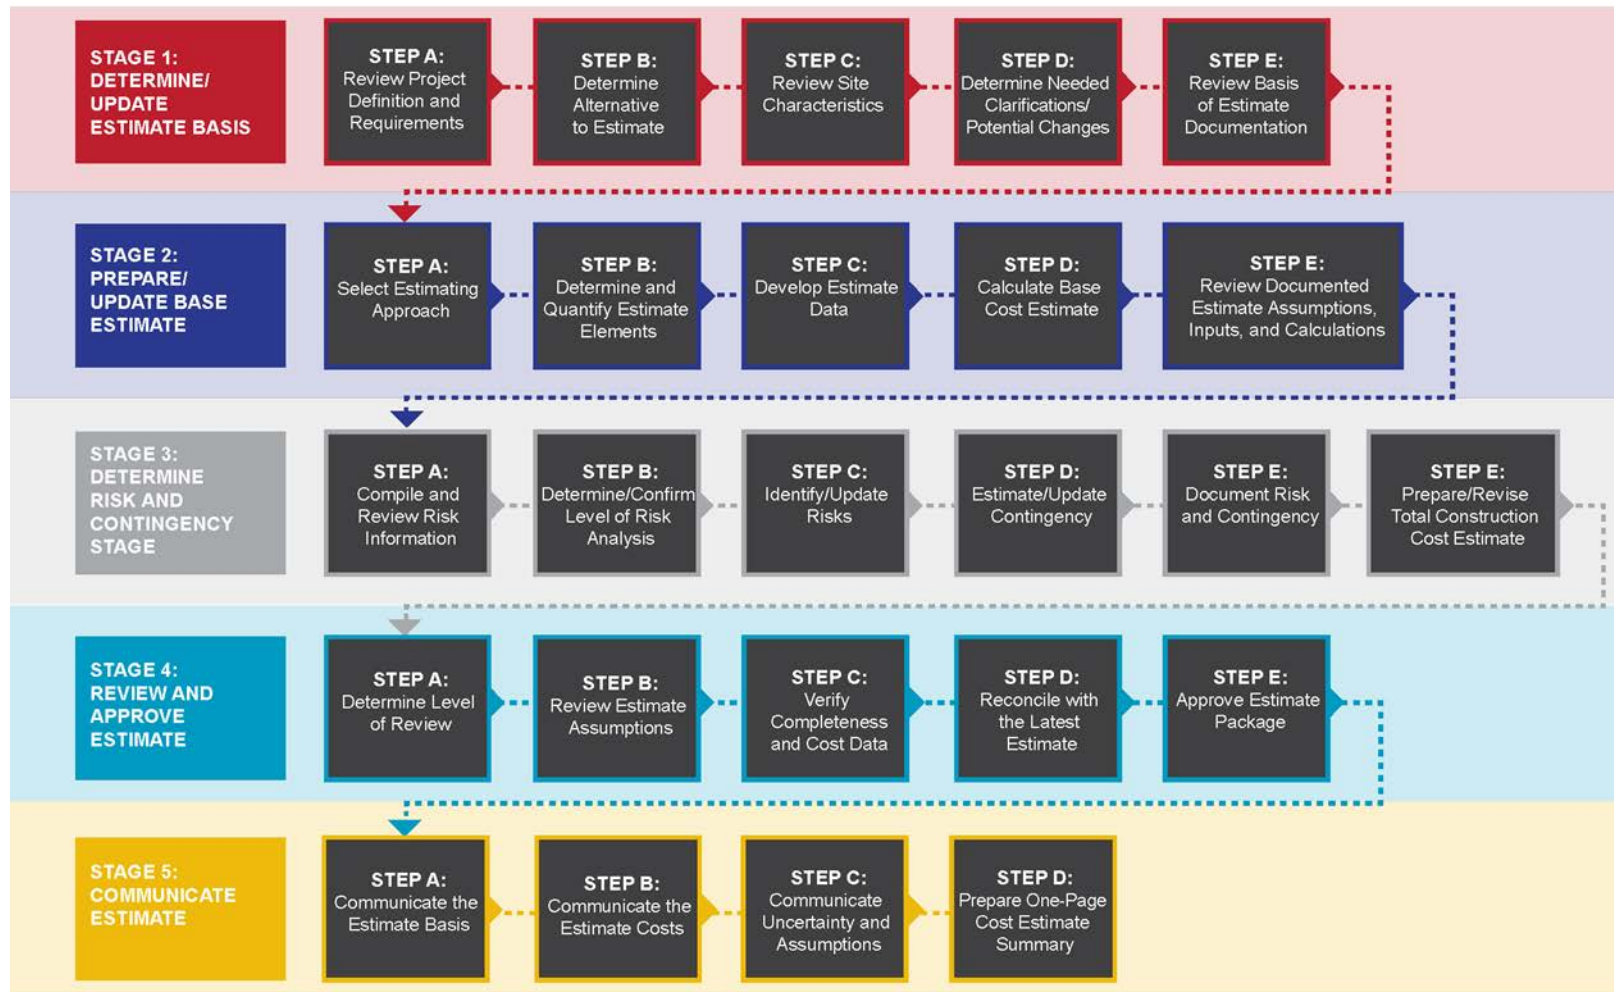 STAGE 1:
DETERMINE/
UPDATE
ESTIMATE BASIS
STEP A:
Review Project
Definition and
Requirements
STEP B:
Determine
Alternative
to Estimate
STEP C:
Review Site
Characteristics
STEP D:
Determine Needed
Clarifications/
Potential Changes
STEP E:
Review Basis
of Estimate
Documentation
STAGE 2:
PREPARE/
UPDATE BASE
ESTIMATE
STEP A:
Select Estimating
Approach
STEP B:
Determine and
Quantify Estimate
Elements
STEP C:
Develop Estimate
Data
STEP D:
Calculate Base
Cost Estimate
STEP E:
Review Documented
Estimate Assumptions,
Inputs, and Calculations
STAGE 3:
DETERMINE
RISK AND
CONTINGENCY
STAGE
STEP A:
Compile and
Review Risk
Information
STEP B:
Determine/Confirm
Level of Risk
Analysis
STEP C:
Identify/Update
Risks
STEP D:
Estimate/Update
Contingency
STEP E:
Document Risk
and Contingency
STEP E:
Prepare/Revise
Total Construction
Cost Estimate
STAGE 4:
REVIEW AND
APPROVE
ESTIMATE
STEP A:
Determine Level
of Review
STEP B:
Review Estimate
Assumptions
STEP C:
Verify
Completeness
and Cost Data
STEP D:
Reconcile with
the Latest
Estimate
STEP E:
Approve Estimate
Package
STAGE 5:
COMMUNICATE
ESTIMATE
STEP A:
Communicate the
Estimate Basis
STEP B:
Communicate the
Estimate Costs
STEP C:
Communicate
Uncertainty and
Assumptions
STEP D:
Prepare One-Page
Cost Estimate
Summary